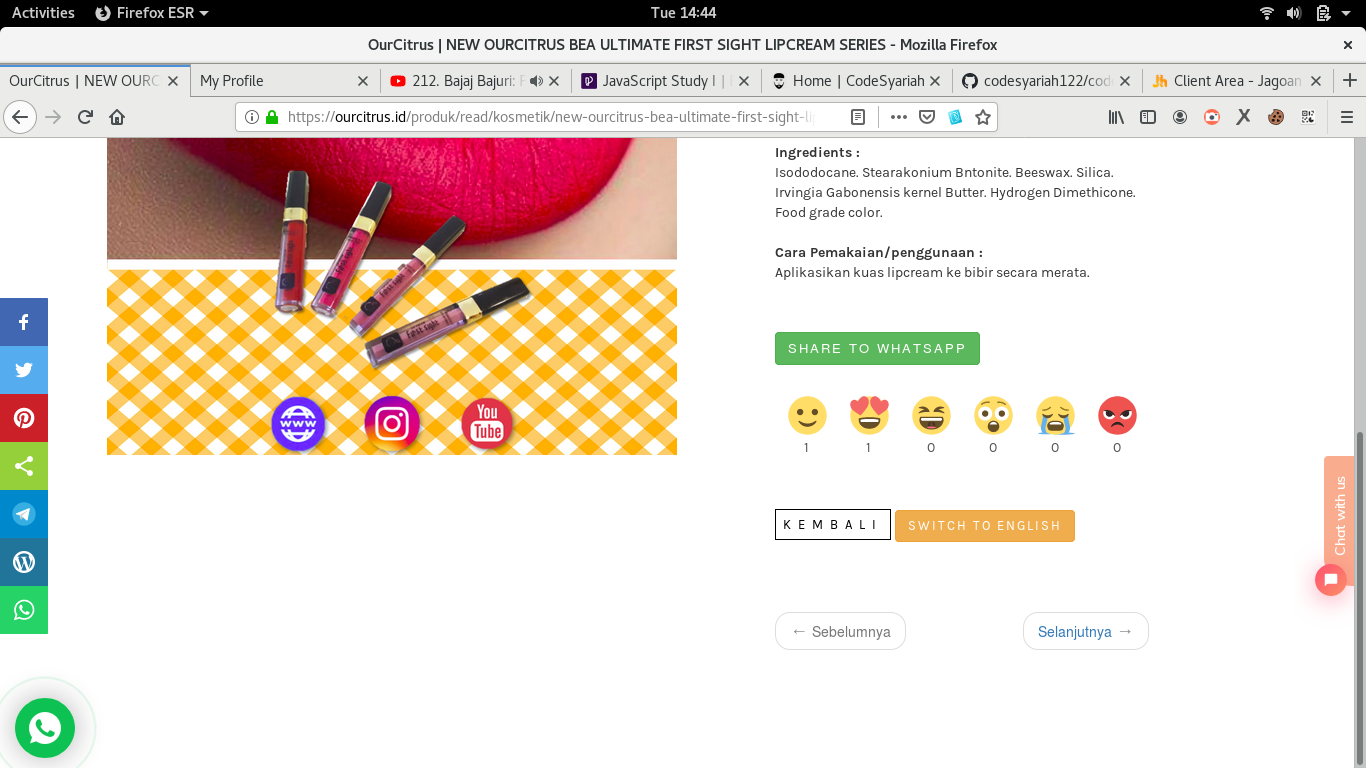 Activities Firefox ESR Tue 14:44
OurCitrus | NEW OURCITRUS BEA ULTIMATE FIRST SIGHT LIPCREAM SERIES - Mozilla Firefox
OurCitrus | NEW OURC My Profile 212. Bajaj Bajuri: JavaScript Study I | Home | CodeSyariah codesyariah122/cod Client Area - Jagoan
https://ourcitrus.id/produk/read/kosmetik/new-ourcitrus-bea-ultimate-first-sight-li
Ingredients :
Isododocane. Stearakonium Bntonite. Beeswax. Silica.
Irvingia Gabonensis kernel Butter. Hydrogen Dimethicone.
Food grade color.
Cara Pemakaian/penggunaan :
Aplikasikan kuas lipcream ke bibir secara merata.
First sight
First sight
First sight
WWW
You
Tube
SHARE TO WHATSAPP
1 1 0 0 0 0
KEMBALI SWITCH TO ENGLISH
Chat with us
← Sebelumnya Selanjutnya →